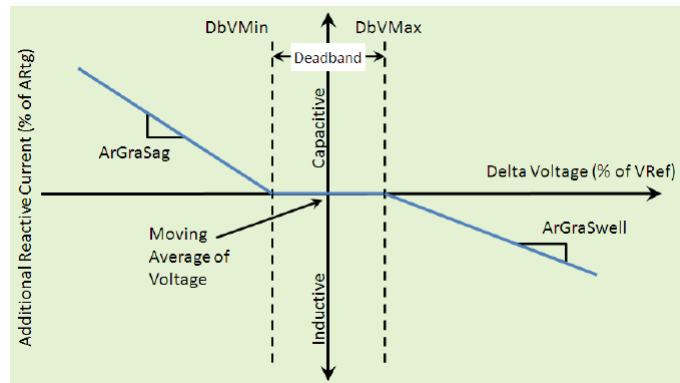 DbVMin
DbVMax
Deadband
Additional Reactive Current (% of ARtg)
Capacitive
ArGraSag
Delta Voltage (% of VRef)
Moving
Average of
Voltage
ArGraSwell
Inductive